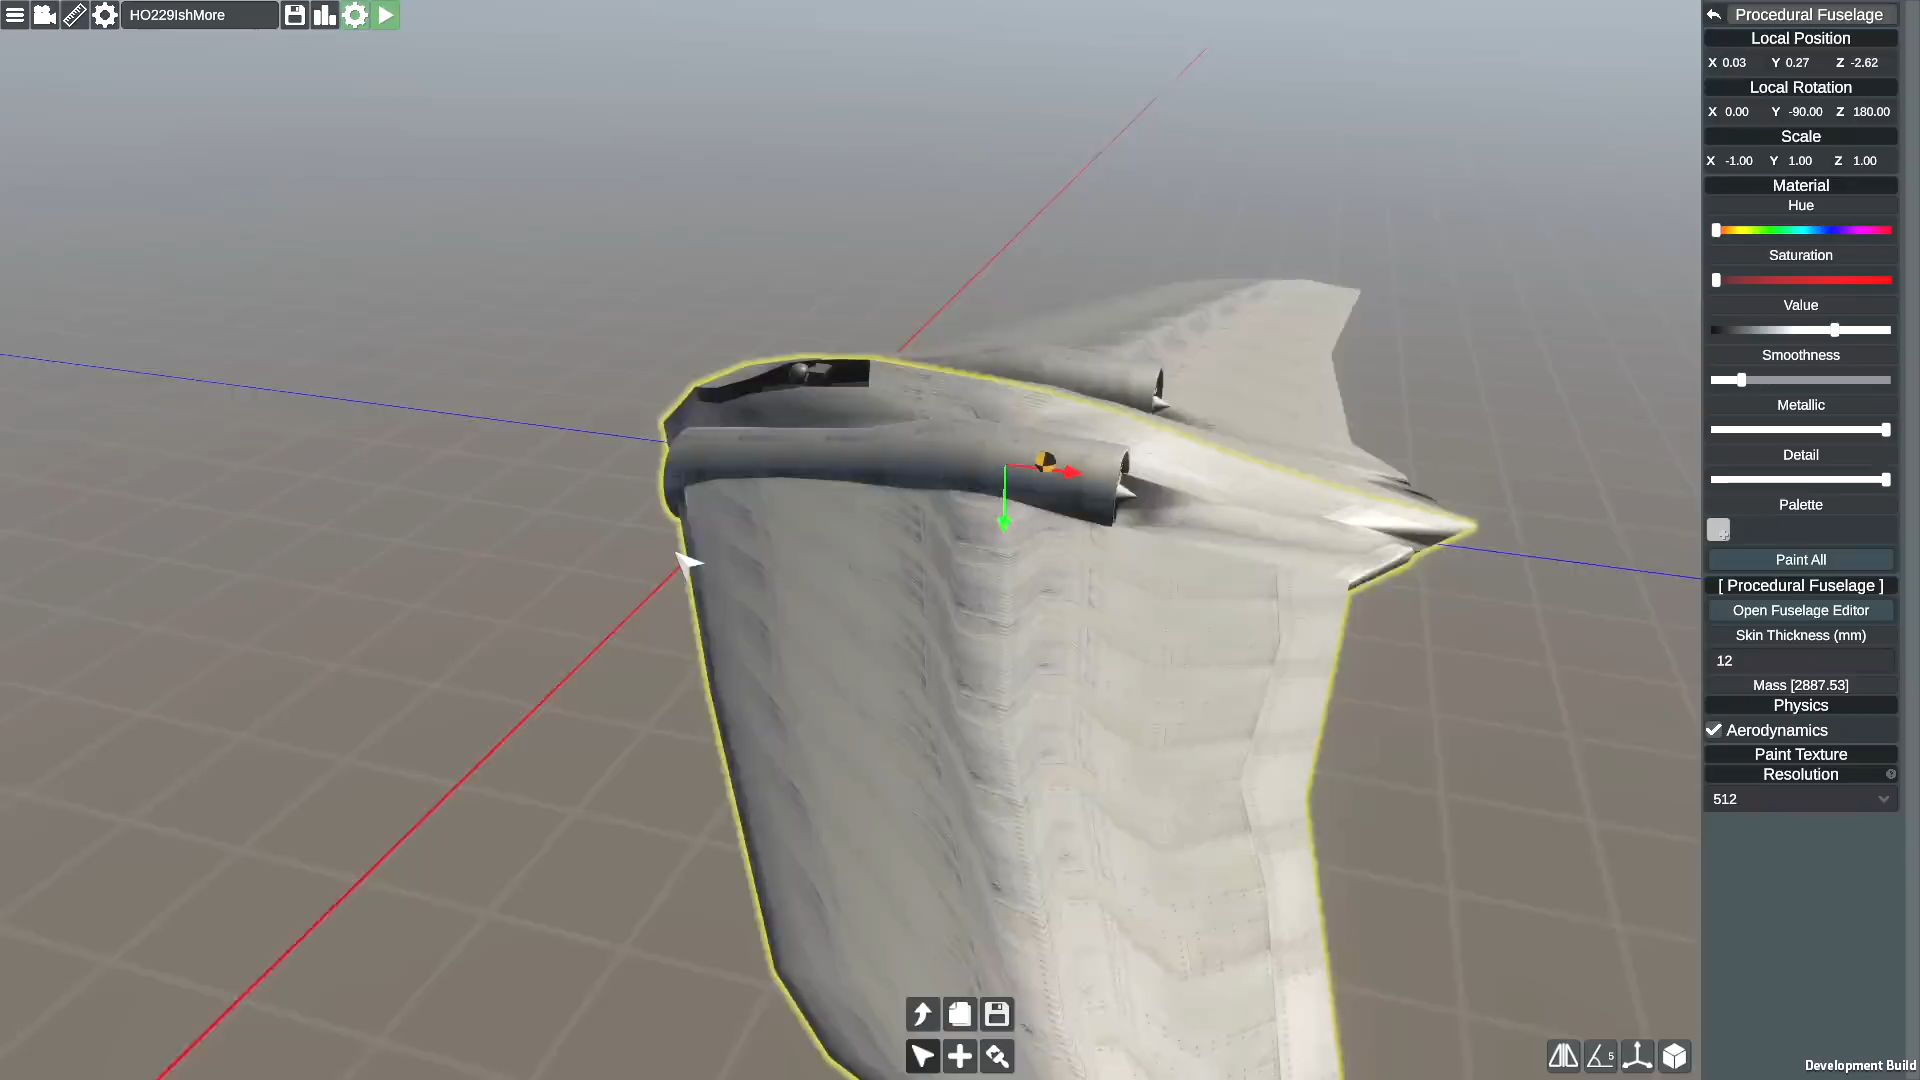 HO229IshMore
Procedural Fuselage
Local Position
X 0.03 Y 0.27 Z -2.62
Local Rotation
X 0.00 Y -90.00 Z 180.00
Scale
X -1.00 Y 1.00 Z 1.00
Material
Hue
Saturation
Value
Smoothness
Metallic
Detail
Palette
Paint All
[ Procedural Fuselage ]
Open Fuselage Editor
Skin Thickness (mm)
12
Mass [2887.53]
Physics
Aerodynamics
Paint Texture
Resolution
?
512
5
Development Build